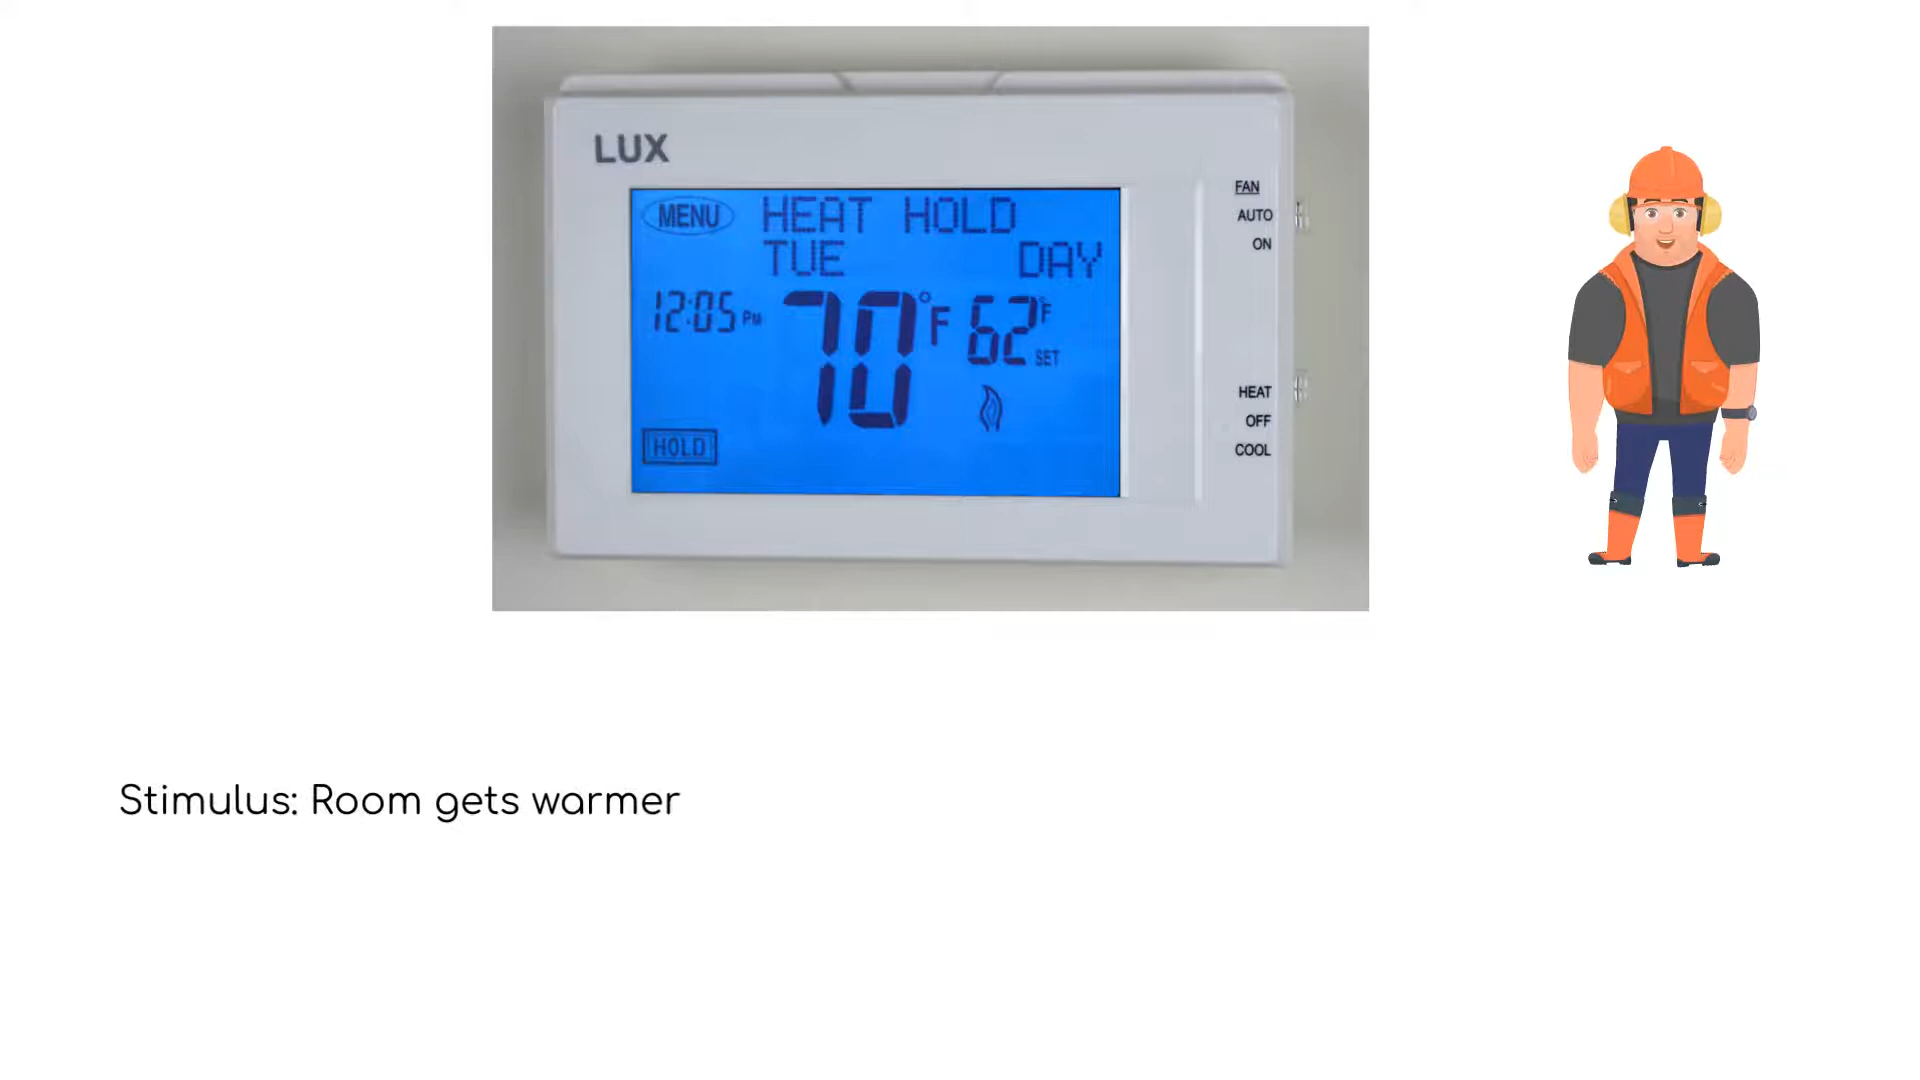 LUX
MENU HEAT HOLD
TUE DAY
12:05 PM 70°F 62°F SET
HOLD
FAN
AUTO
ON
HEAT
OFF
COOL
Stimulus: Room gets warmer